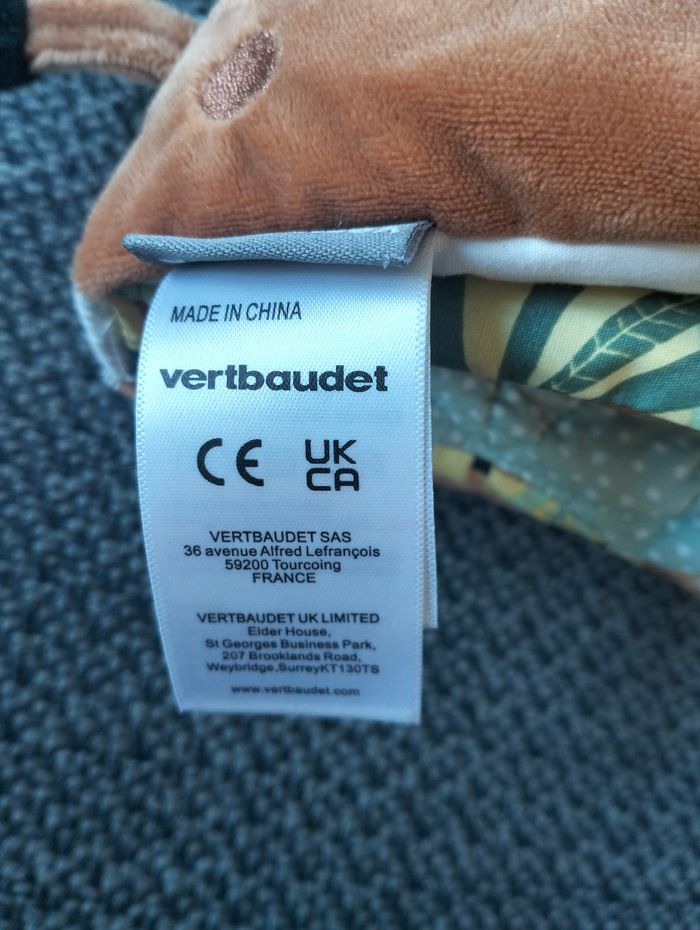 MADE IN CHINA
vertbaudet
CE UK
CA
VERTBAUDET SAS
36 avenue Alfred Lefrançois
59200 Tourcoing
FRANCE
VERTBAUDET UK LIMITED
Elder House,
St Georges Business Park,
207 Brooklands Road,
Weybridge,SurreyKT130TS
www.vertbaudet.com